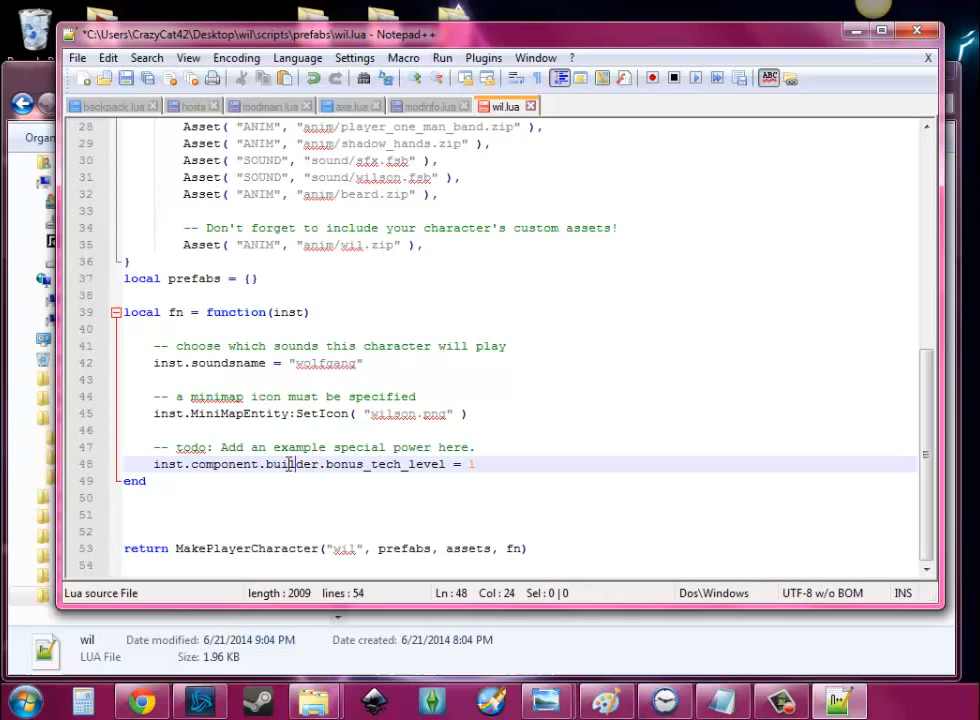 *C:\Users\CrazyCat42\Desktop\wil\scripts\prefabs\wil.lua - Notepad++
File Edit Search View Encoding Language Settings Macro Run Plugins Window ? X
backpack.lua hosts modmain.lua axe.lua modinfo.lua wil.lua
Organ
28 Asset( "ANIM", "anim/player_one_man_band.zip" ),
29 Asset( "ANIM", "anim/shadow_hands.zip" ),
30 Asset( "SOUND", "sound/sfx.fsb" ),
31 Asset( "SOUND", "sound/wilson.fsb" ),
32 Asset( "ANIM", "anim/beard.zip" ),
33
34 -- Don't forget to include your character's custom assets!
35 Asset( "ANIM", "anim/wil.zip" ),
36 }
37 local prefabs = {}
38
39 local fn = function(inst)
40
41 -- choose which sounds this character will play
42 inst.soundsname = "wolfgang"
43
44 -- a minimap icon must be specified
45 inst.MiniMapEntity:SetIcon( "wilson.png" )
46
47 -- todo: Add an example special power here.
48 inst.component.builder.bonus_tech_level = 1
49 end
50
51
52
53 return MakePlayerCharacter("wil", prefabs, assets, fn)
54
Lua source File length : 2009 lines : 54 Ln : 48 Col : 24 Sel : 0 | 0 Dos\Windows UTF-8 w/o BOM INS
wil Date modified: 6/21/2014 9:04 PM Date created: 6/21/2014 8:04 PM
LUA File Size: 1.96 KB